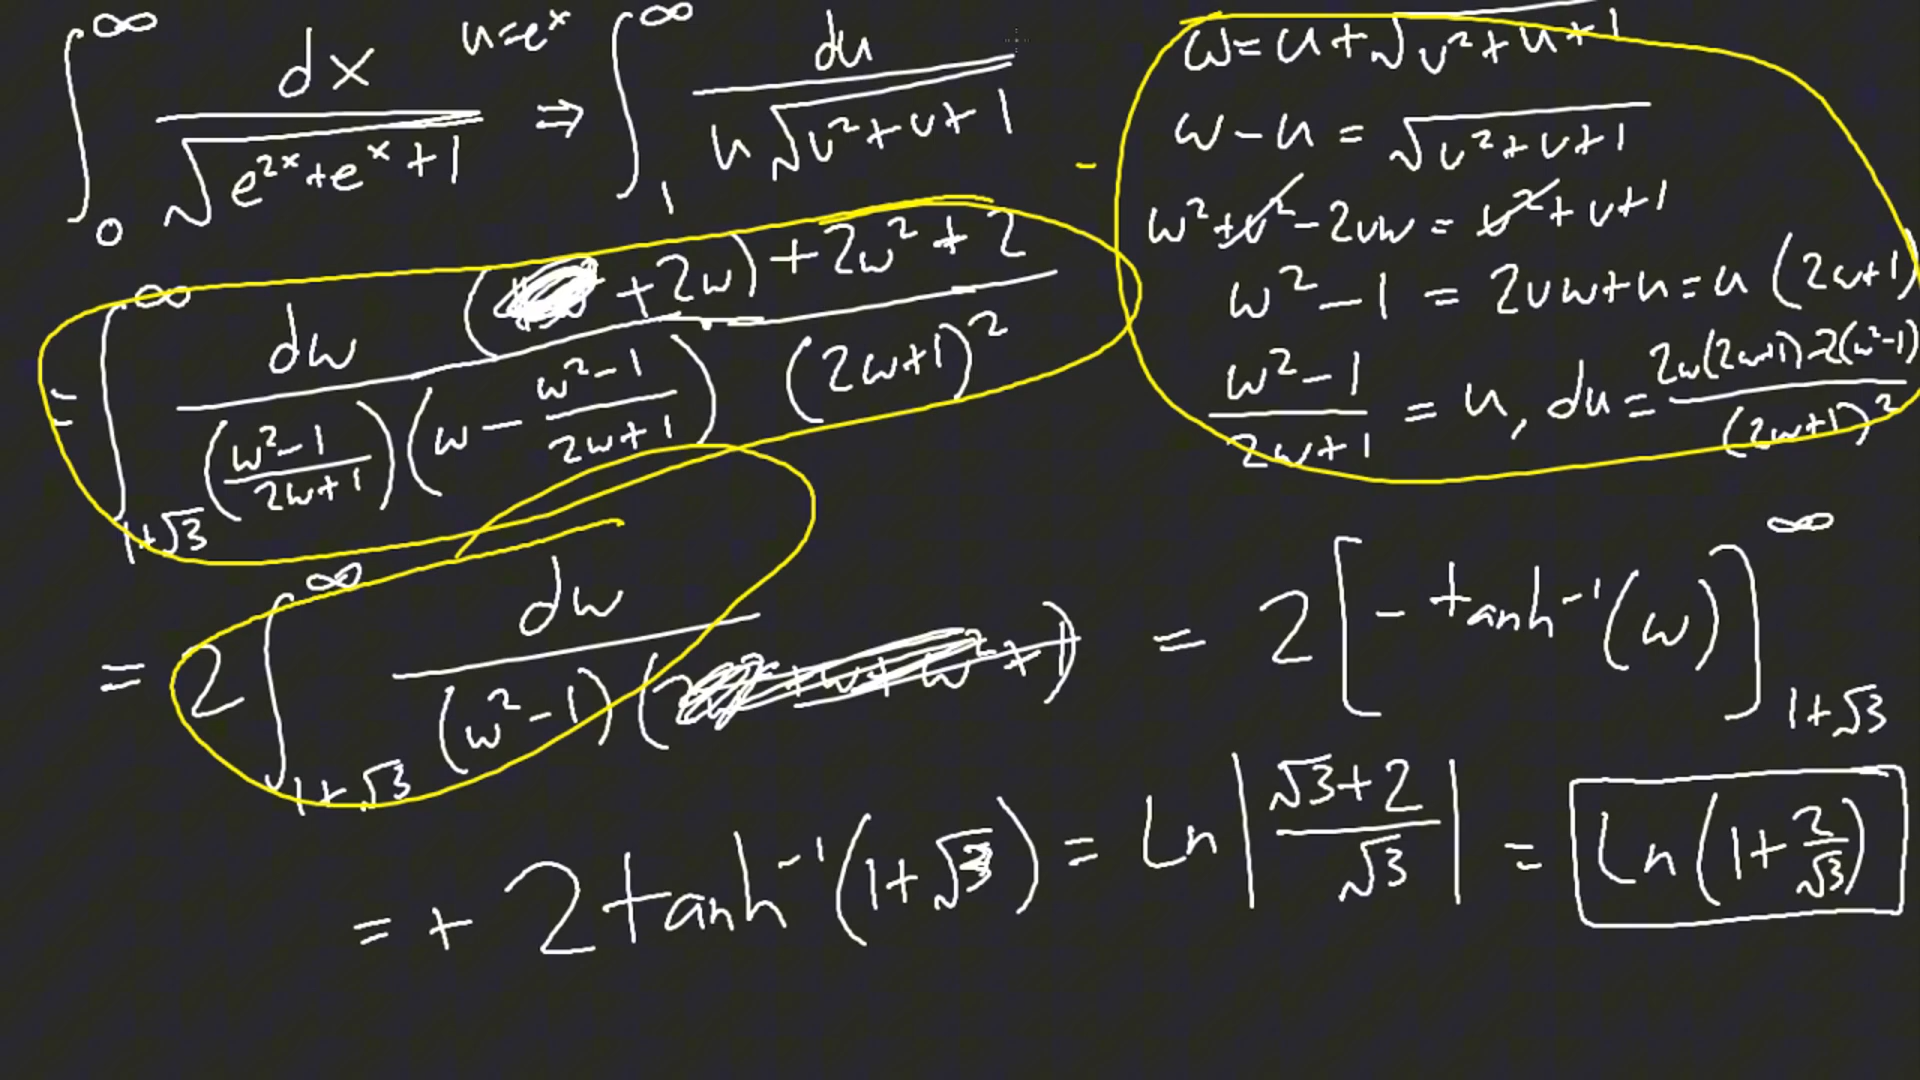 ∫₀^∞ dx / √(e^(2x)+e^x+1) u=e^x ⇒ ∫₁^∞ du / (u√(u²+u+1))
= ∫_(1+√3)^∞ dw ( +2w)+2w²+2 / ((w²-1)/(2w+1))(w - (w²-1)/(2w+1)) (2w+1)²
w=u+√(u²+u+1)
w-u = √(u²+u+1)
w²+u²-2uw = u²+u+1
w²-1 = 2uw+u = u(2w+1)
(w²-1)/(2w+1) = u, du = (2w(2w+1)-2(w²-1))/(2w+1)²
= 2 ∫_(1+√3)^∞ dw / (w²-1) = 2[-tanh⁻¹(w)]_(1+√3)^∞
= + 2tanh⁻¹(1+√3) = Ln|(√3+2)/√3| = Ln(1+2/√3)